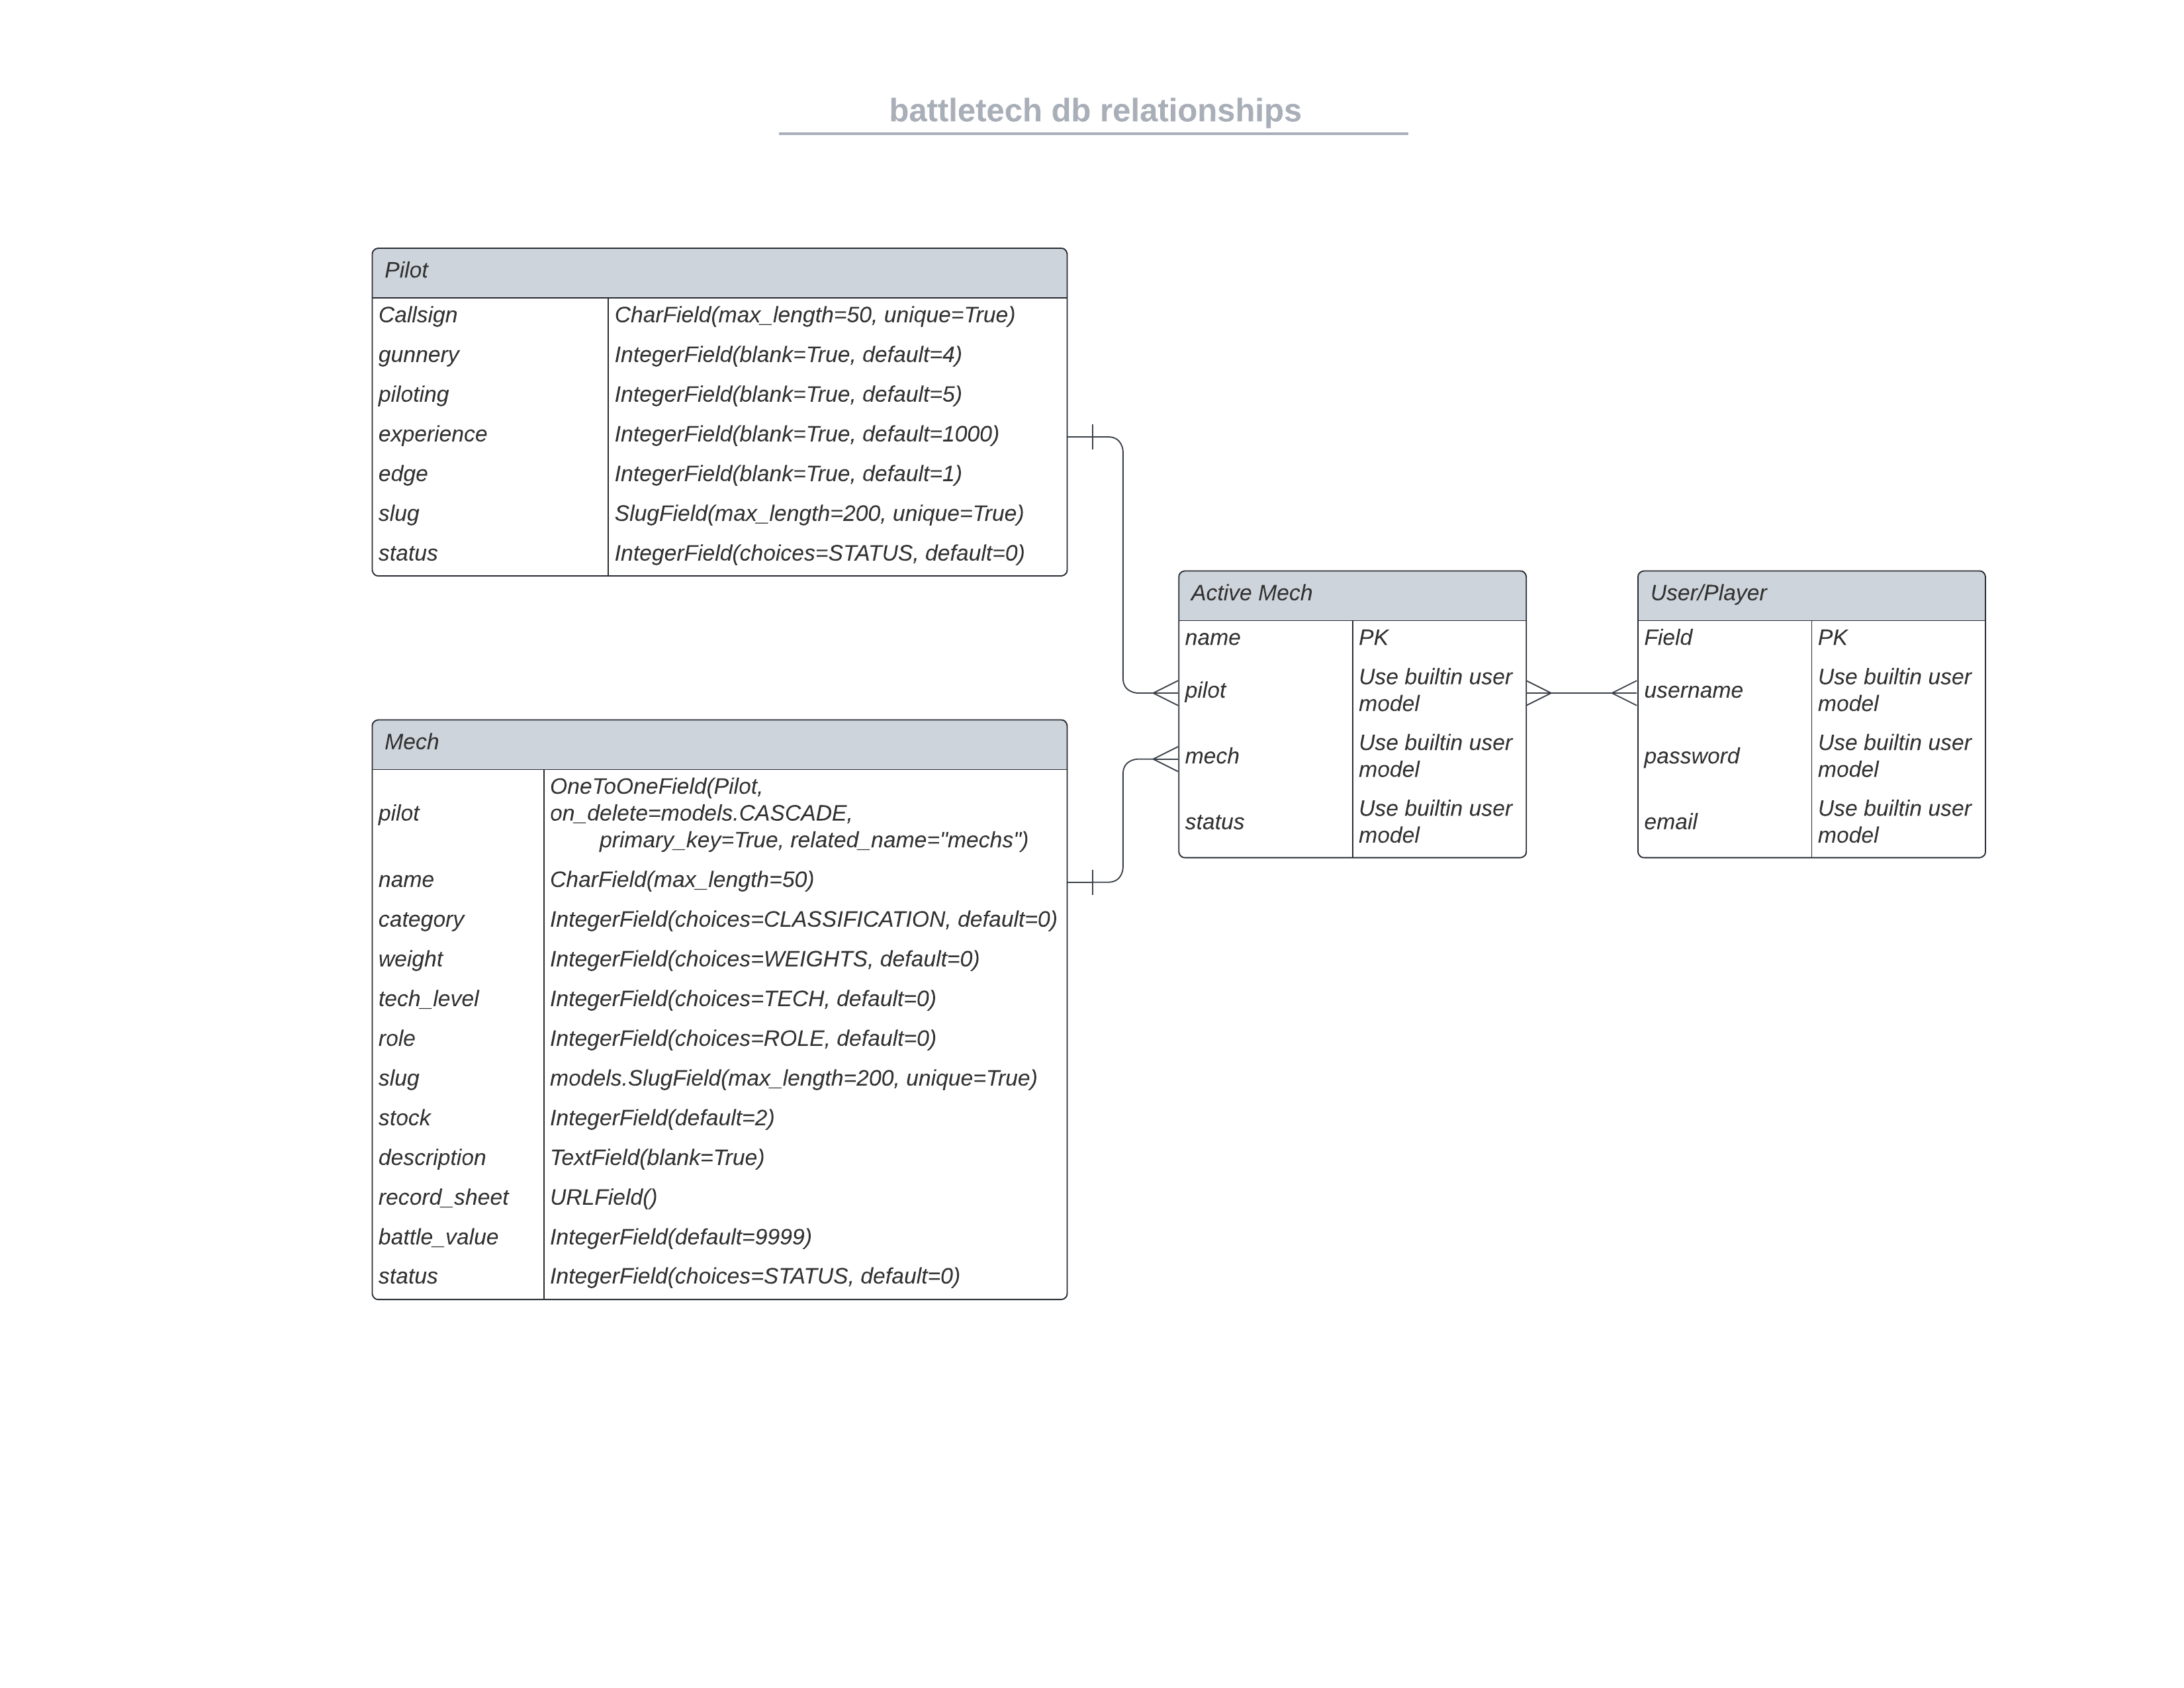 battletech db relationships
Pilot
Callsign CharField(max_length=50, unique=True)
gunnery IntegerField(blank=True, default=4)
piloting IntegerField(blank=True, default=5)
experience IntegerField(blank=True, default=1000)
edge IntegerField(blank=True, default=1)
slug SlugField(max_length=200, unique=True)
status IntegerField(choices=STATUS, default=0)
Mech
pilot OneToOneField(Pilot,
on_delete=models.CASCADE,
primary_key=True, related_name="mechs")
name CharField(max_length=50)
category IntegerField(choices=CLASSIFICATION, default=0)
weight IntegerField(choices=WEIGHTS, default=0)
tech_level IntegerField(choices=TECH, default=0)
role IntegerField(choices=ROLE, default=0)
slug models.SlugField(max_length=200, unique=True)
stock IntegerField(default=2)
description TextField(blank=True)
record_sheet URLField()
battle_value IntegerField(default=9999)
status IntegerField(choices=STATUS, default=0)
Active Mech
name PK
pilot Use builtin user
model
mech Use builtin user
model
status Use builtin user
model
User/Player
Field PK
username Use builtin user
model
password Use builtin user
model
email Use builtin user
model